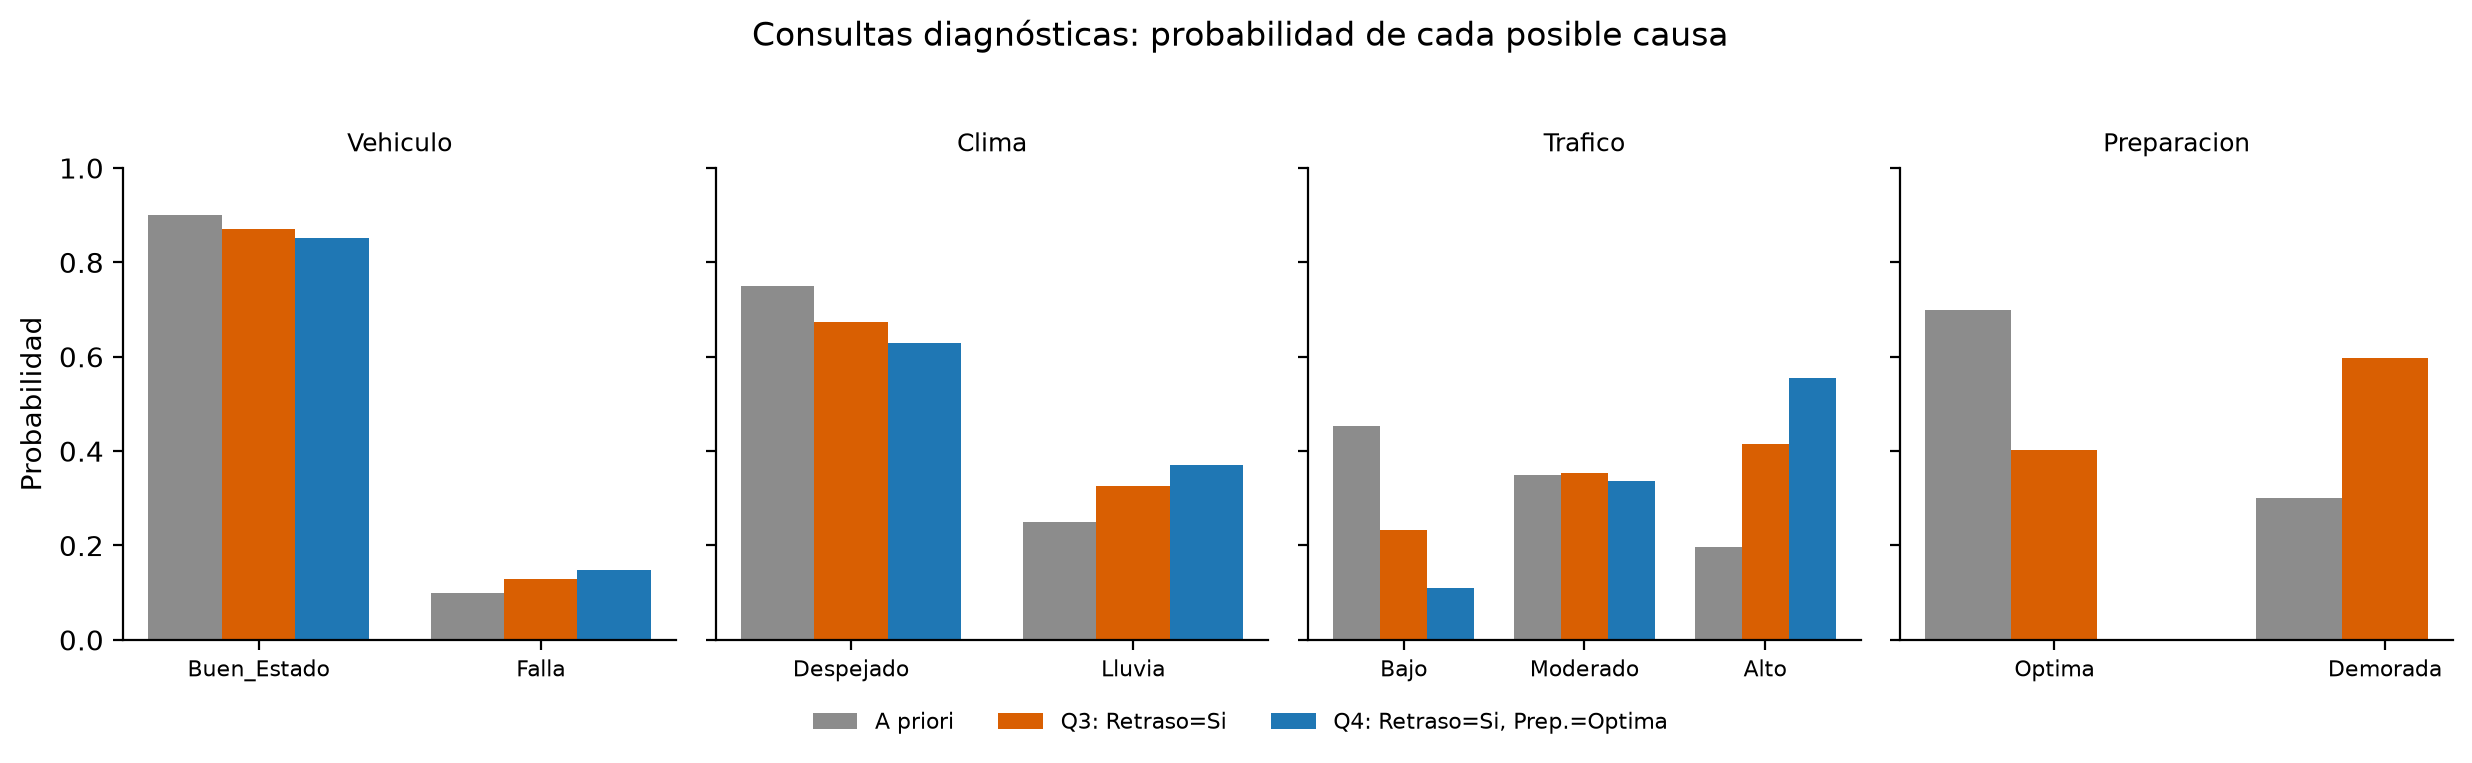 Consultas diagnósticas: probabilidad de cada posible causa
Vehiculo
Clima
Trafico
Preparacion
Probabilidad
1.0
0.8
0.6
0.4
0.2
0.0
Buen_Estado
Falla
Despejado
Lluvia
Bajo
Moderado
Alto
Optima
Demorada
A priori
Q3: Retraso=Si
Q4: Retraso=Si, Prep.=Optima